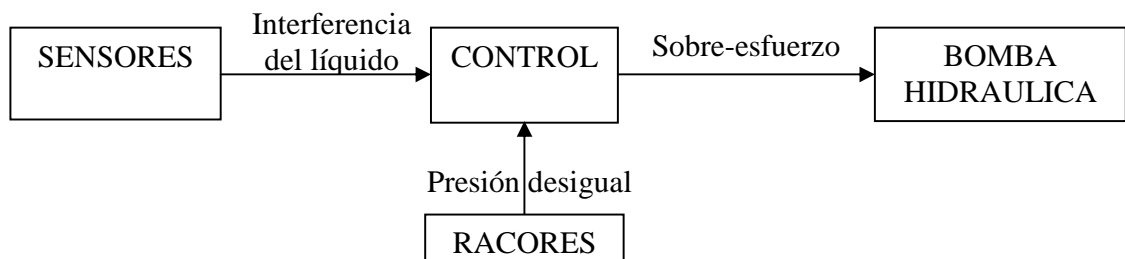 SENSORES
Interferencia
del líquido
CONTROL
Sobre-esfuerzo
BOMBA
HIDRAULICA
Presión desigual
RACORES